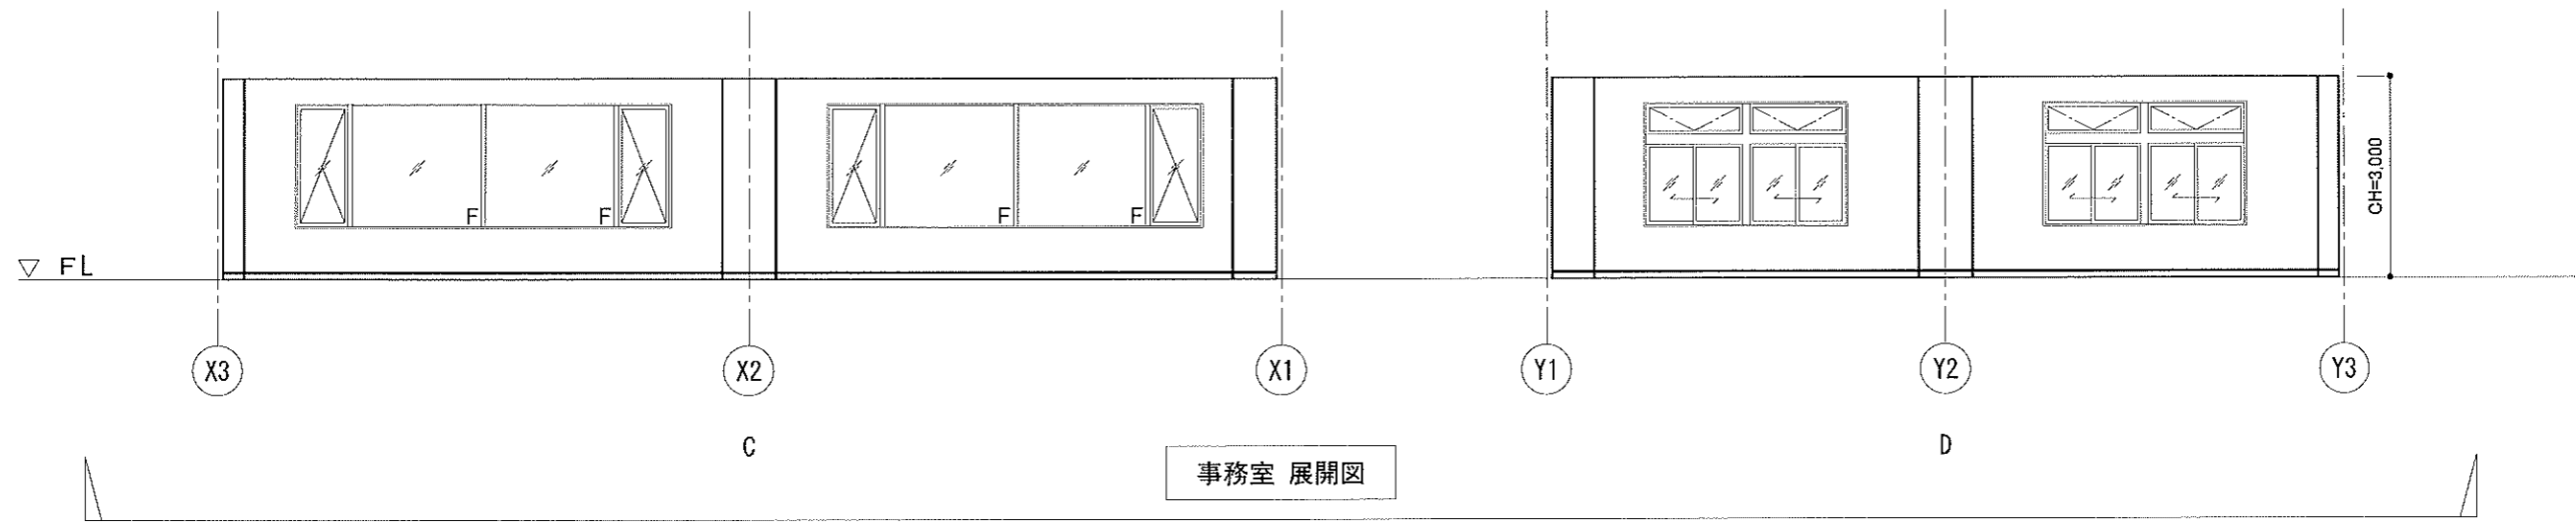 F F F F
CH=3,000
▽ FL
X3 X2 X1 Y1 Y2 Y3
C D
事務室 展開図